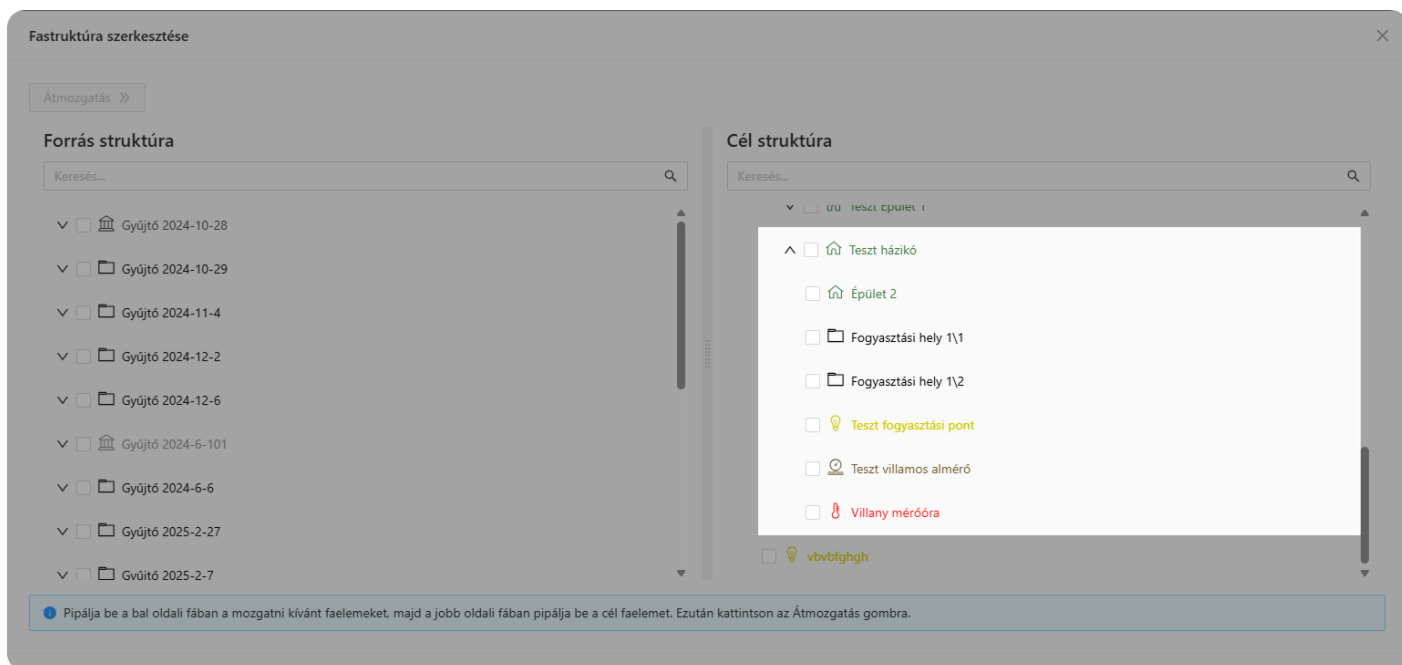 Fastruktúra szerkesztése
Átmozgatás
Forrás struktúra
Keresés...
Gyűjtő 2024-10-28
Gyűjtő 2024-10-29
Gyűjtő 2024-11-4
Gyűjtő 2024-12-2
Gyűjtő 2024-12-6
Gyűjtő 2024-6-101
Gyűjtő 2024-6-6
Gyűjtő 2025-2-27
Gyűjtő 2025-2-7
Cél struktúra
Keresés...
Teszt Épület 1
Teszt házikó
Épület 2
Fogyasztási hely 1\1
Fogyasztási hely 1\2
Teszt fogyasztási pont
Teszt villamos almérő
Villany mérőóra
vbvbfghgh
Pipálja be a bal oldali fában a mozgatni kívánt faelemeket, majd a jobb oldali fában pipálja be a cél faelemet. Ezután kattintson az Átmozgatás gombra.